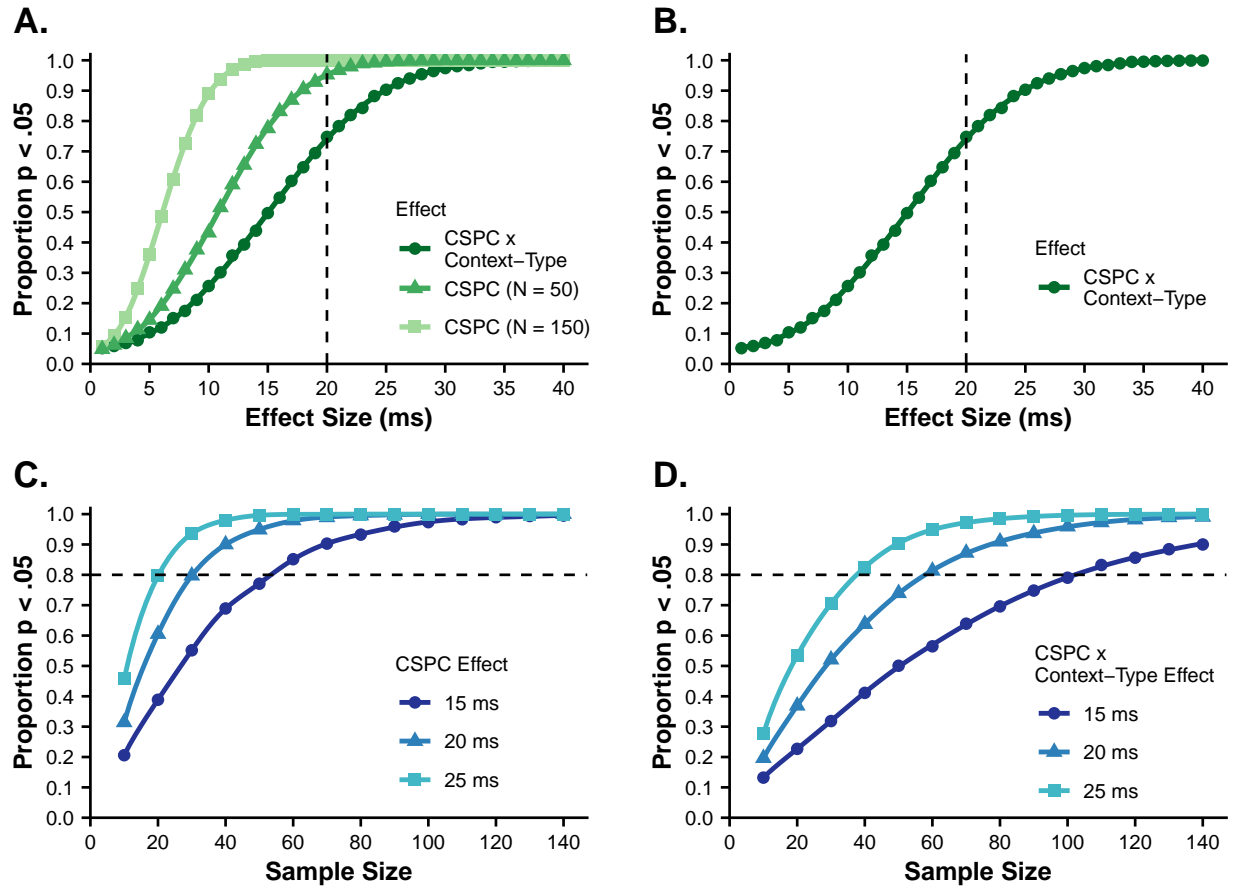 A.
Proportion p < .05
1.0
0.9
0.8
0.7
0.6
0.5
0.4
0.3
0.2
0.1
0.0
0 5 10 15 20 25 30 35 40
Effect Size (ms)
Effect
CSPC x
Context−Type
CSPC (N = 50)
CSPC (N = 150)
B.
Proportion p < .05
1.0
0.9
0.8
0.7
0.6
0.5
0.4
0.3
0.2
0.1
0.0
0 5 10 15 20 25 30 35 40
Effect Size (ms)
Effect
CSPC x
Context−Type
C.
Proportion p < .05
1.0
0.9
0.8
0.7
0.6
0.5
0.4
0.3
0.2
0.1
0.0
0 20 40 60 80 100 120 140
Sample Size
CSPC Effect
15 ms
20 ms
25 ms
D.
Proportion p < .05
1.0
0.9
0.8
0.7
0.6
0.5
0.4
0.3
0.2
0.1
0.0
0 20 40 60 80 100 120 140
Sample Size
CSPC x
Context−Type Effect
15 ms
20 ms
25 ms